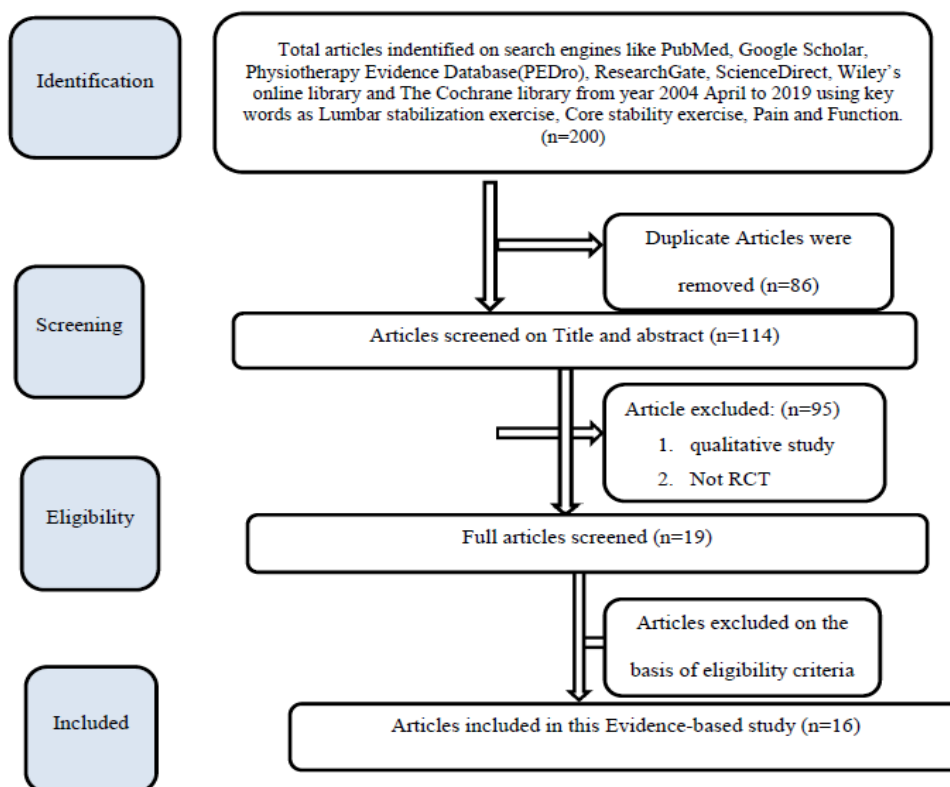 Identification
Total articles indentified on search engines like PubMed, Google Scholar,
Physiotherapy Evidence Database(PEDro), ResearchGate, ScienceDirect, Wiley's
online library and The Cochrane library from year 2004 April to 2019 using key
words as Lumbar stabilization exercise, Core stability exercise, Pain and Function.
(n=200)
Duplicate Articles were
removed (n=86)
Screening
Articles screened on Title and abstract (n=114)
Article excluded: (n=95)
1. qualitative study
2. Not RCT
Eligibility
Full articles screened (n=19)
Articles excluded on the
basis of eligibility criteria
Included
Articles included in this Evidence-based study (n=16)